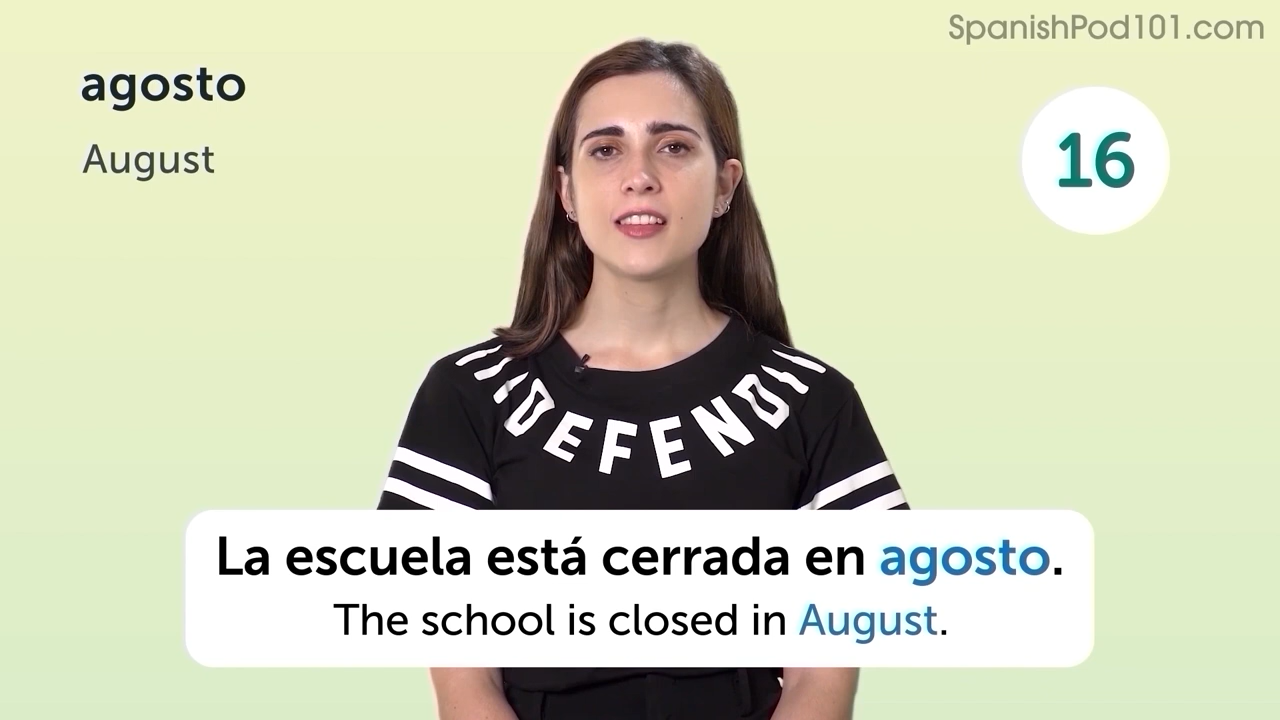 SpanishPod101.com
agosto
August
16
DEFEND
La escuela está cerrada en agosto.
The school is closed in August.